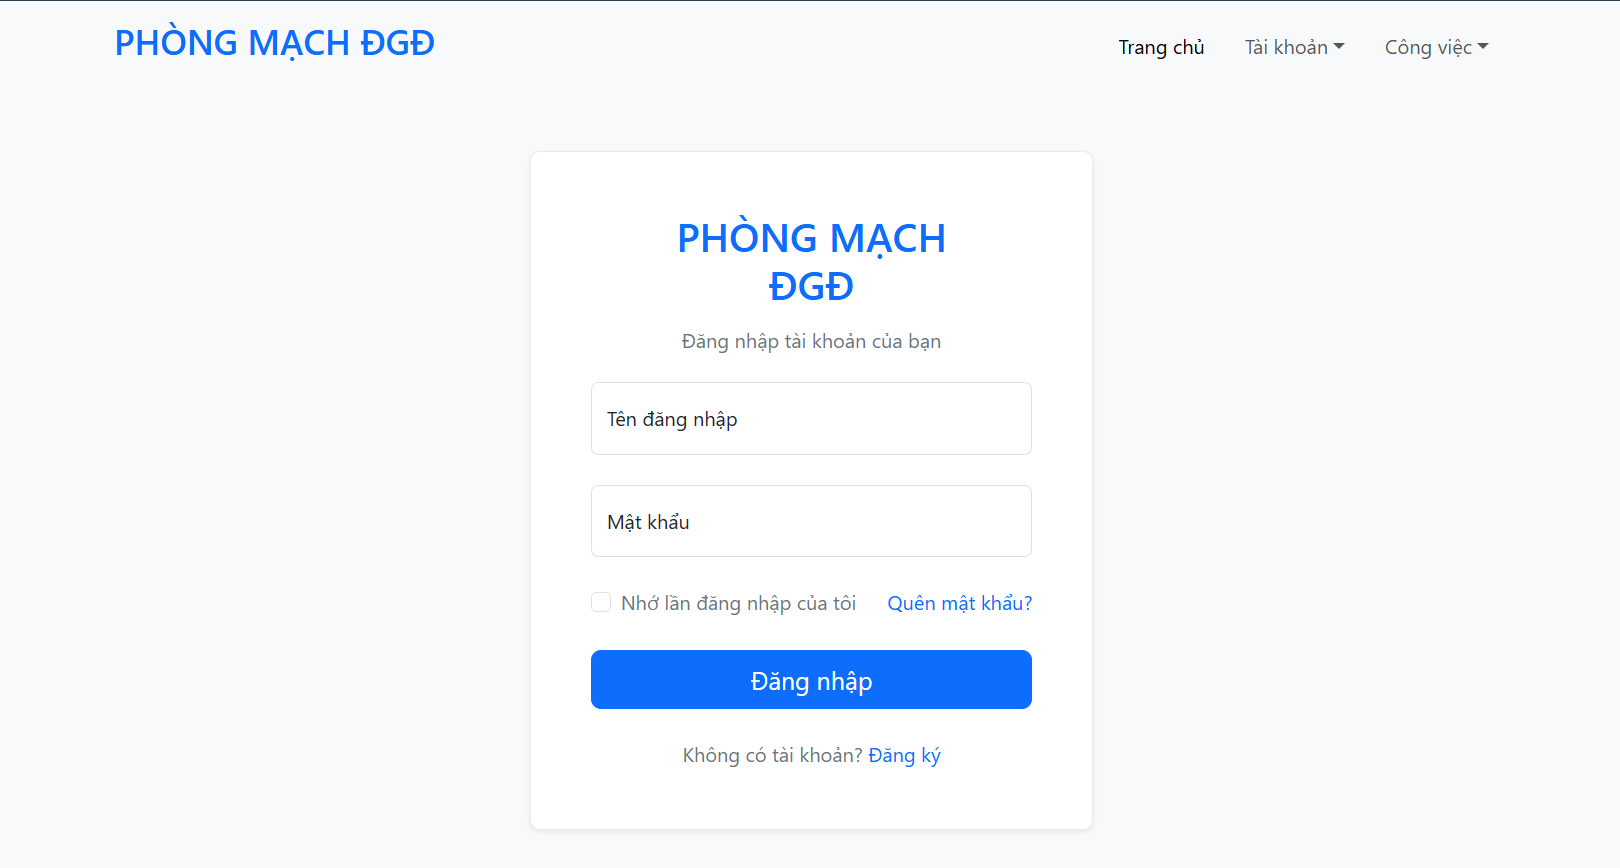 PHÒNG MẠCH ĐGĐ
Trang chủ
Tài khoản
Công việc
PHÒNG MẠCH
ĐGĐ
Đăng nhập tài khoản của bạn
Tên đăng nhập
Mật khẩu
Nhớ lần đăng nhập của tôi
Quên mật khẩu?
Đăng nhập
Không có tài khoản? Đăng ký